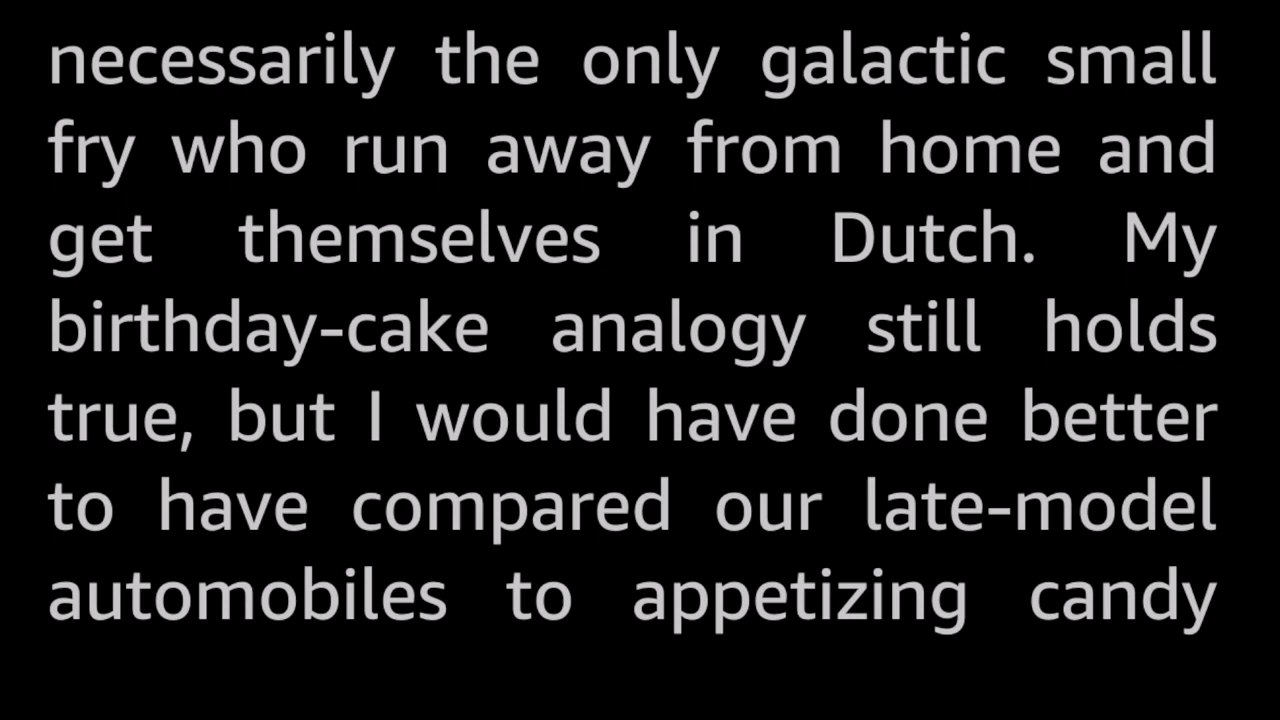 necessarily the only galactic small
fry who run away from home and
get themselves in Dutch. My
birthday-cake analogy still holds
true, but I would have done better
to have compared our late-model
automobiles to appetizing candy